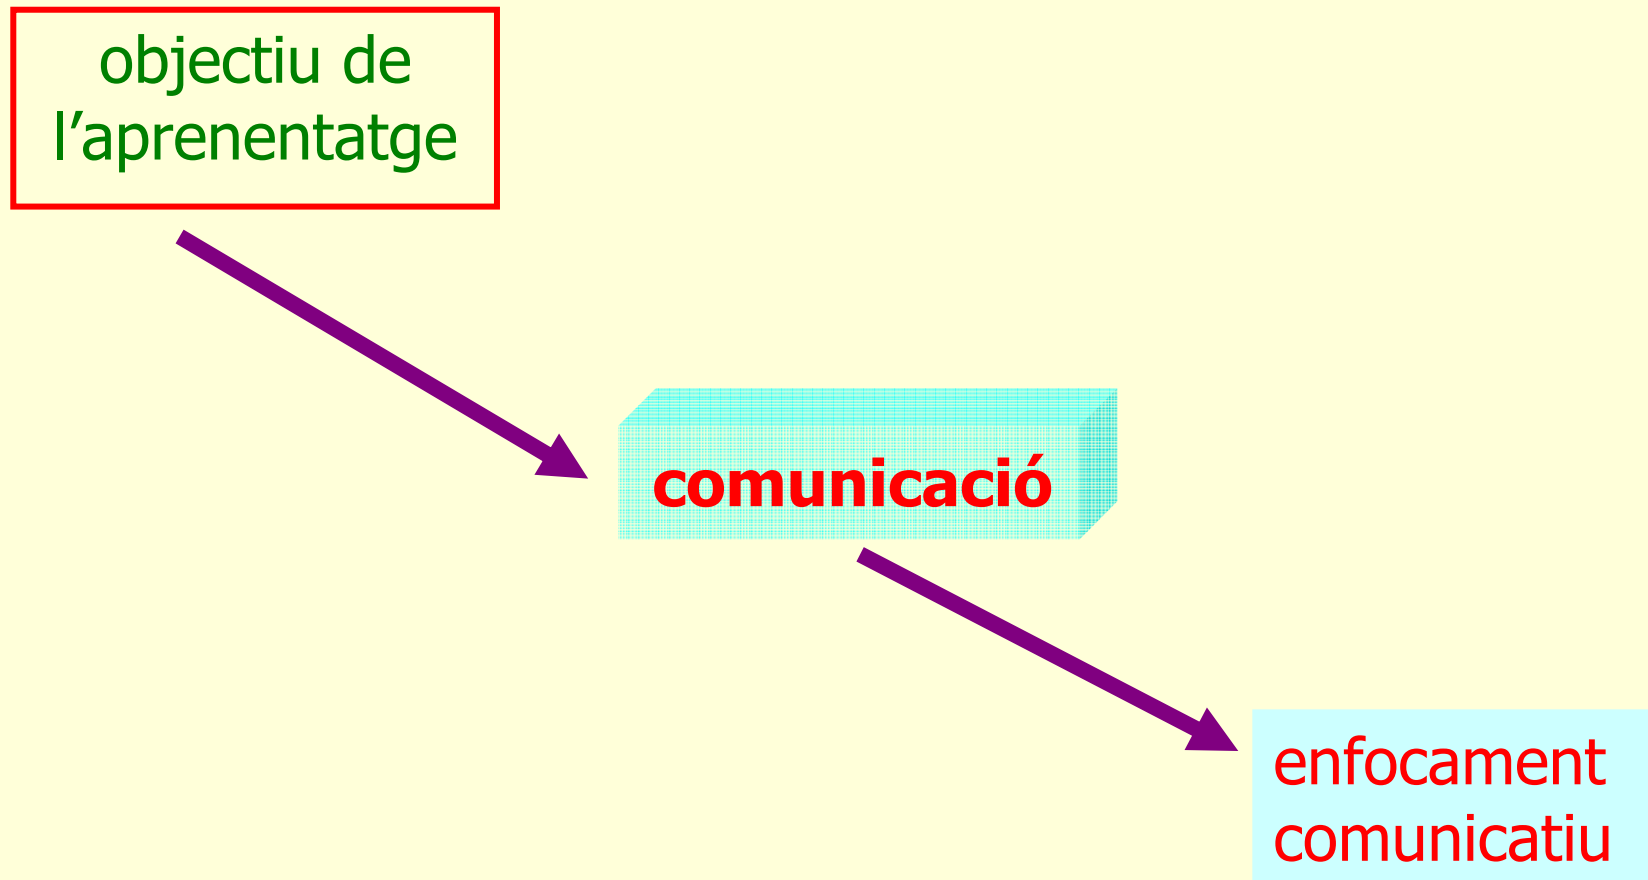 objectiu de
l’aprenentatge
comunicació
enfocament
comunicatiu